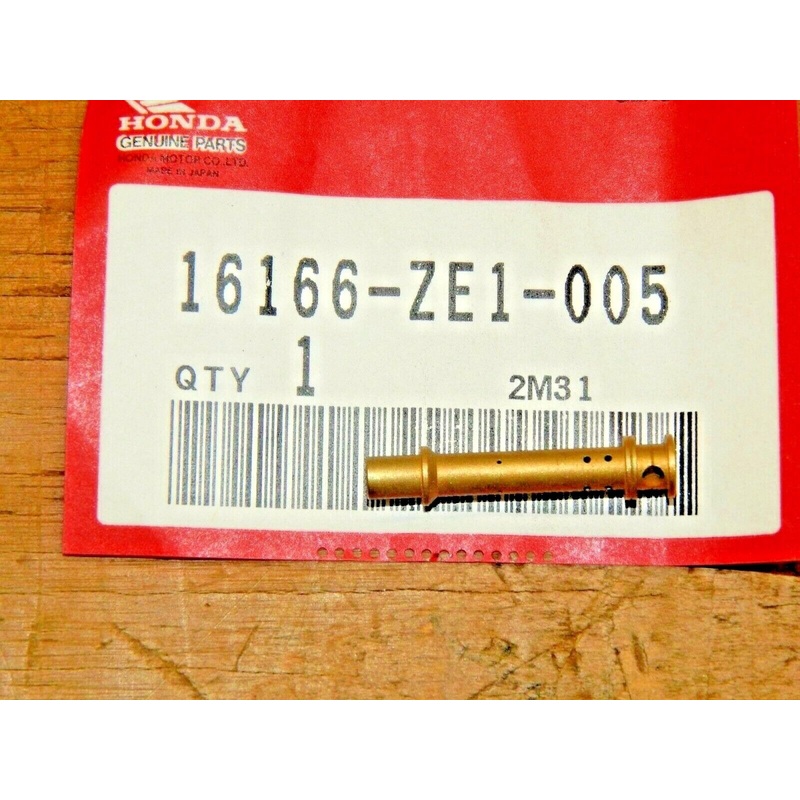 HONDA
GENUINE PARTS
HONDA MOTOR CO.,LTD.
MADE IN JAPAN
16166-ZE1-005
QTY 1 2M31